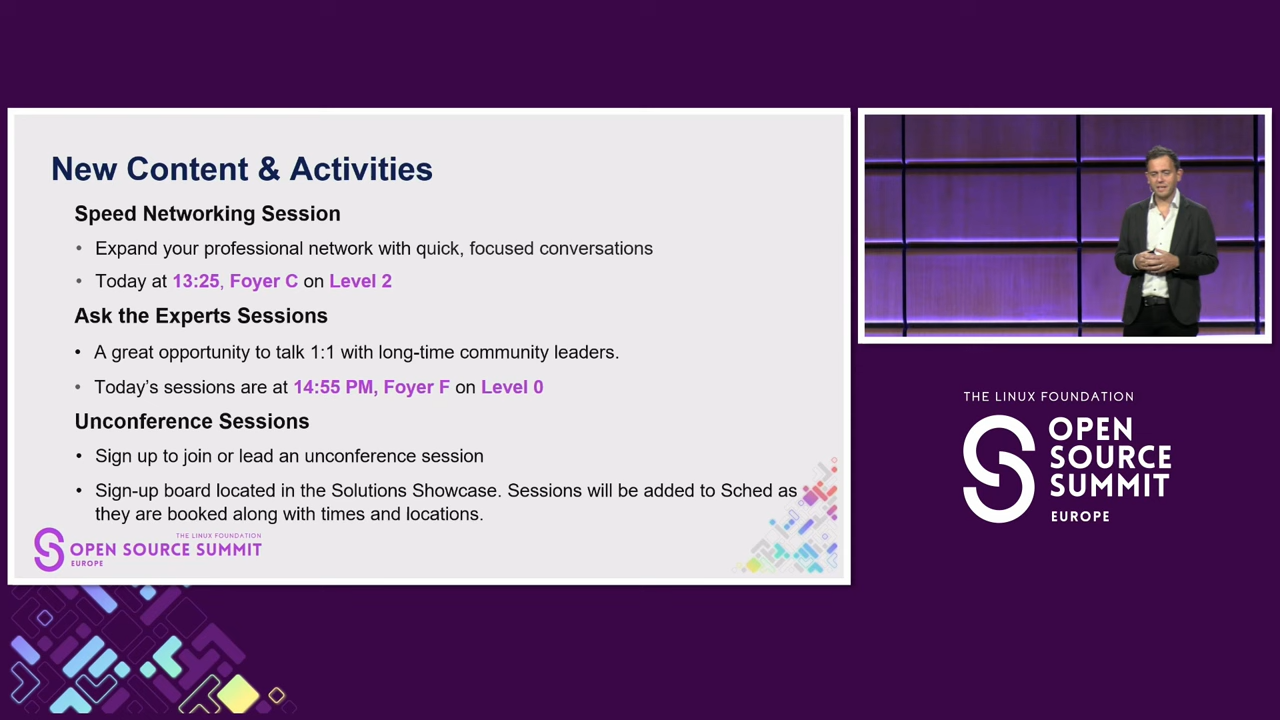 New Content & Activities
Speed Networking Session
• Expand your professional network with quick, focused conversations
• Today at 13:25, Foyer C on Level 2
Ask the Experts Sessions
• A great opportunity to talk 1:1 with long-time community leaders.
• Today’s sessions are at 14:55 PM, Foyer F on Level 0
Unconference Sessions
• Sign up to join or lead an unconference session
• Sign-up board located in the Solutions Showcase. Sessions will be added to Sched as
they are booked along with times and locations.
THE LINUX FOUNDATION
OPEN SOURCE SUMMIT
EUROPE
THE LINUX FOUNDATION
OPEN
SOURCE
SUMMIT
EUROPE